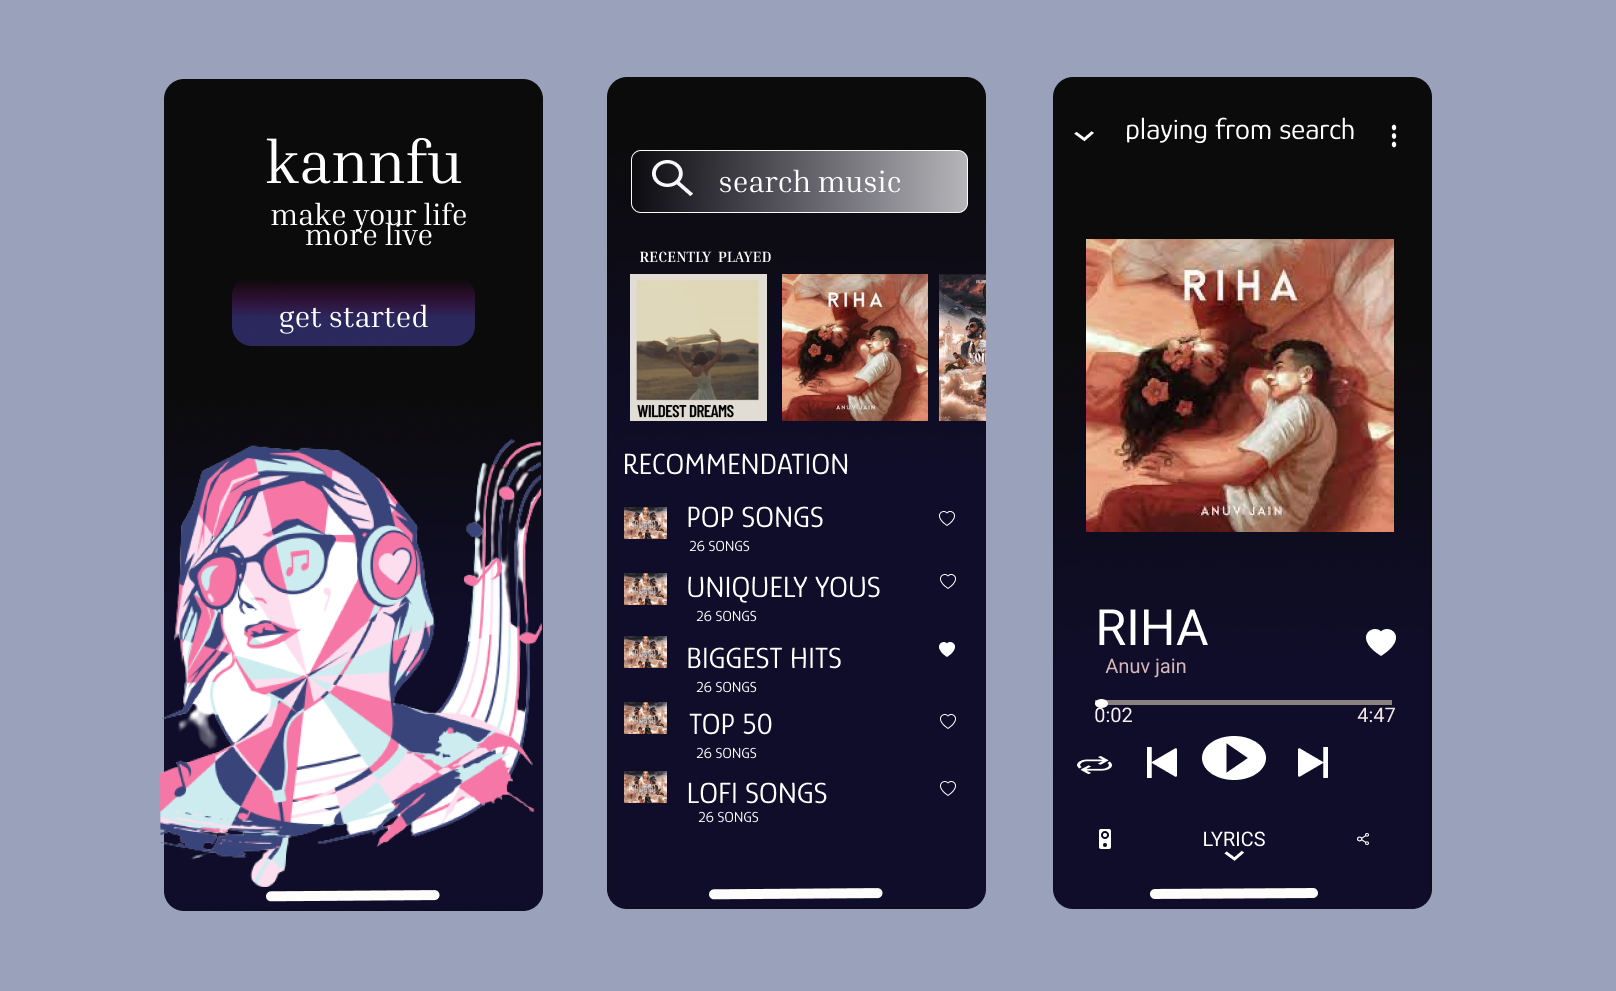 kannfu
make your life
more live
get started
search music
RECENTLY PLAYED
WILDEST DREAMS
RIHA
ANUV JAIN
RECOMMENDATION
POP SONGS
26 SONGS
UNIQUELY YOUS
26 SONGS
BIGGEST HITS
26 SONGS
TOP 50
26 SONGS
LOFI SONGS
26 SONGS
playing from search
RIHA
ANUV JAIN
RIHA
Anuv jain
0:02
4:47
LYRICS